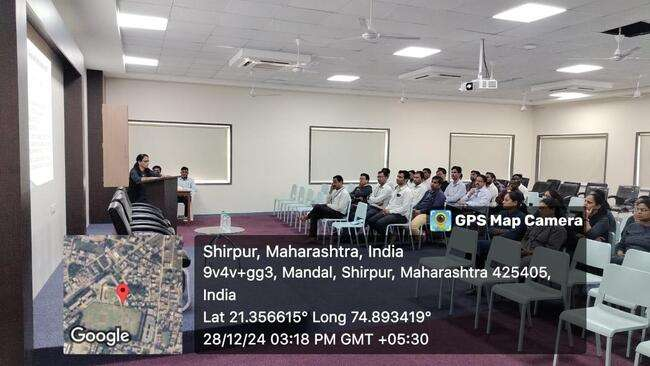 GPS Map Camera
Shirpur, Maharashtra, India
9v4v+gg3, Mandal, Shirpur, Maharashtra 425405,
India
Lat 21.356615° Long 74.893419°
28/12/24 03:18 PM GMT +05:30
Google